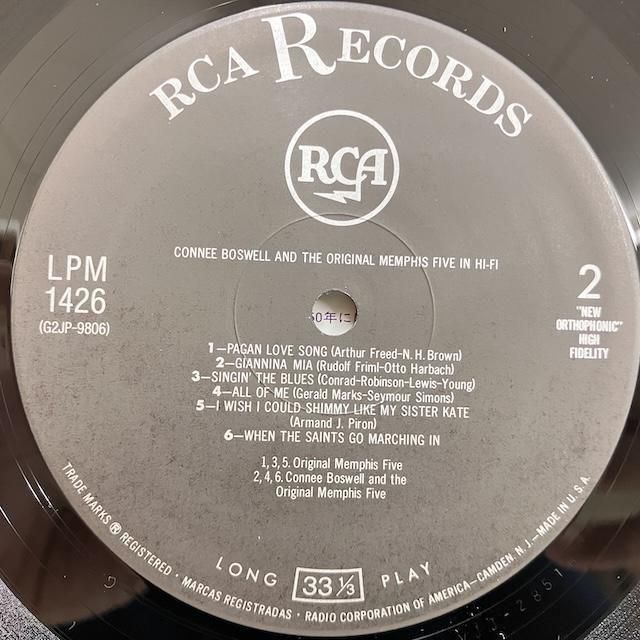 RCA RECORDS
RCA
CONNEE BOSWELL AND THE ORIGINAL MEMPHIS FIVE IN HI-FI
LPM
1426
(G2JP-9806)
2
"NEW
ORTHOPHONIC"
HIGH
FIDELITY
0年に
1—PAGAN LOVE SONG (Arthur Freed-N. H. Brown)
2—GIANNINA MIA (Rudolf Friml-Otto Harbach)
3—SINGIN' THE BLUES (Conrad-Robinson-Lewis-Young)
4—ALL OF ME (Gerald Marks-Seymour Simons)
5—I WISH I COULD SHIMMY LIKE MY SISTER KATE
(Armand J. Piron)
6—WHEN THE SAINTS GO MARCHING IN
1, 3, 5. Original Memphis Five
2, 4, 6. Connee Boswell and the
Original Memphis Five
LONG 33 1/3 PLAY
TRADE MARKS ® REGISTERED · MARCAS REGISTRADAS · RADIO CORPORATION OF AMERICA—CAMDEN, N. J.—MADE IN U.S.A.